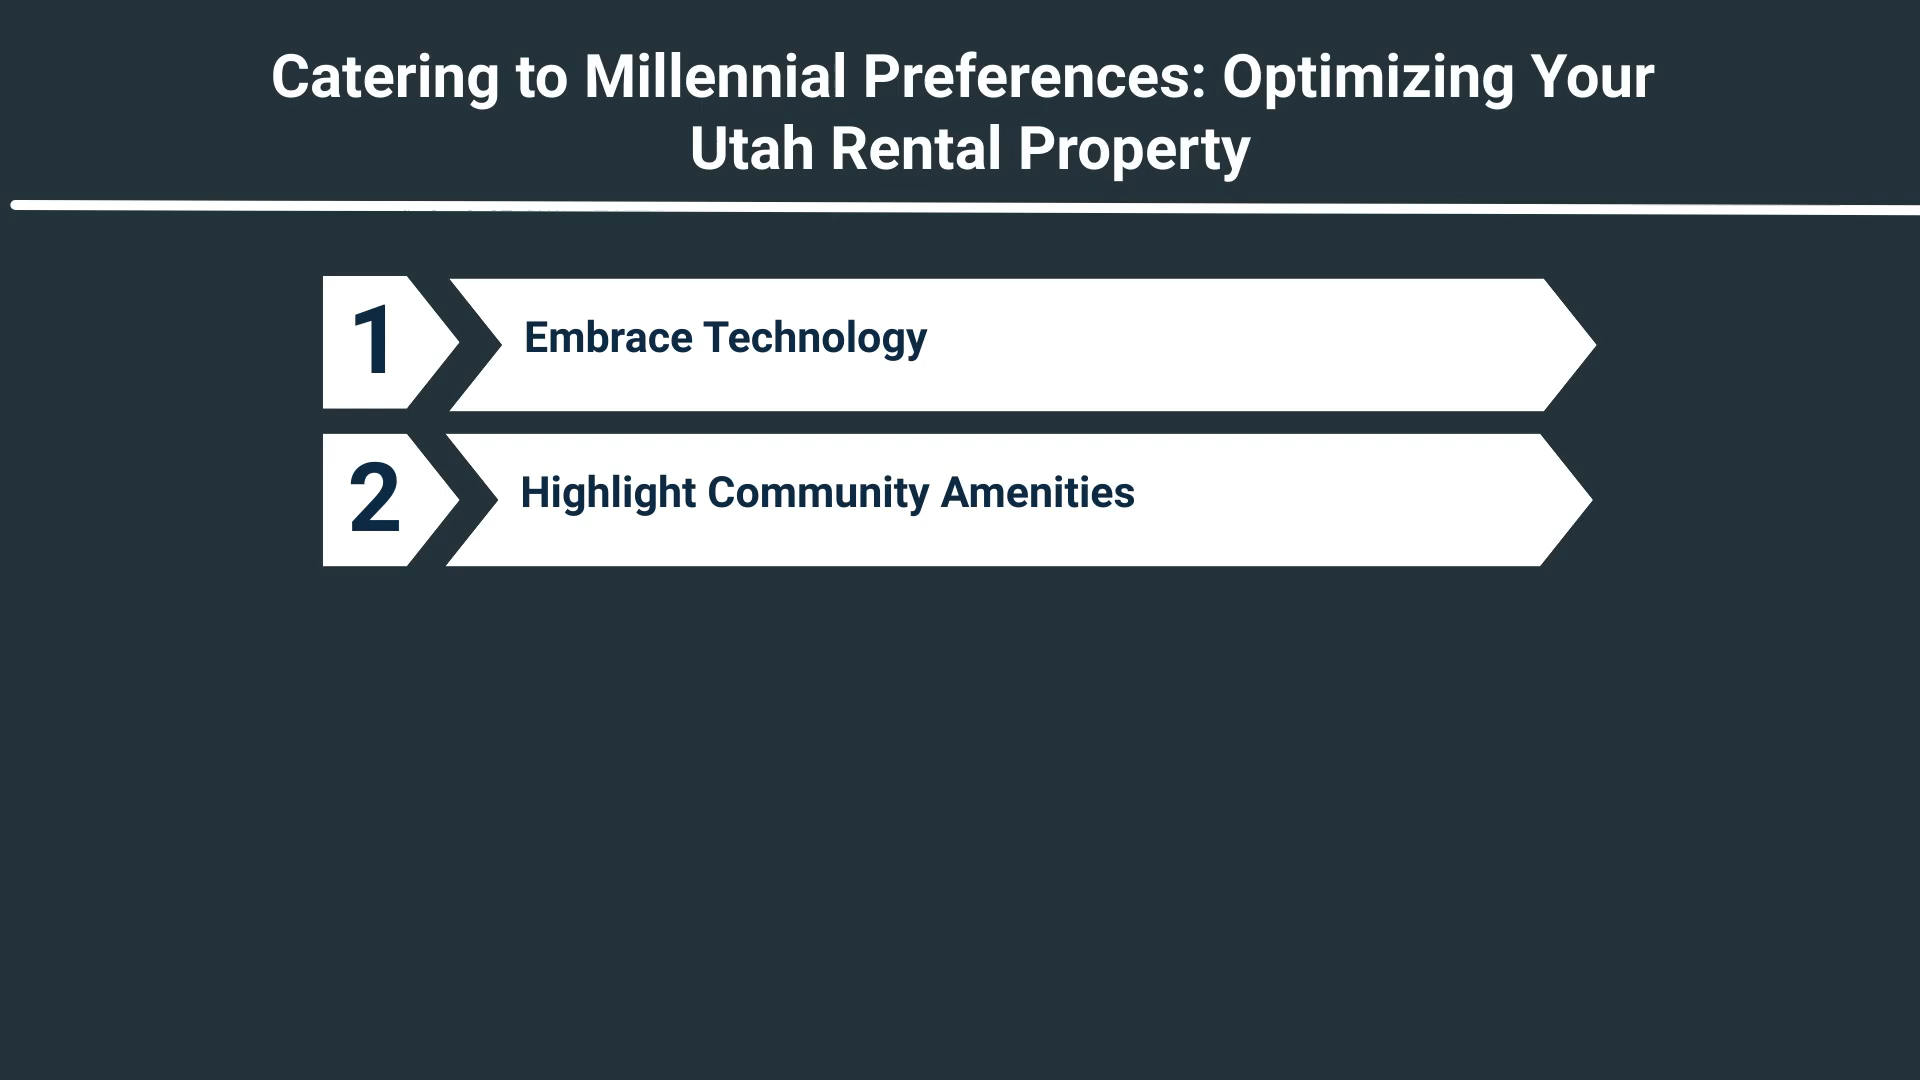 Catering to Millennial Preferences: Optimizing Your
Utah Rental Property
1
Embrace Technology
2
Highlight Community Amenities